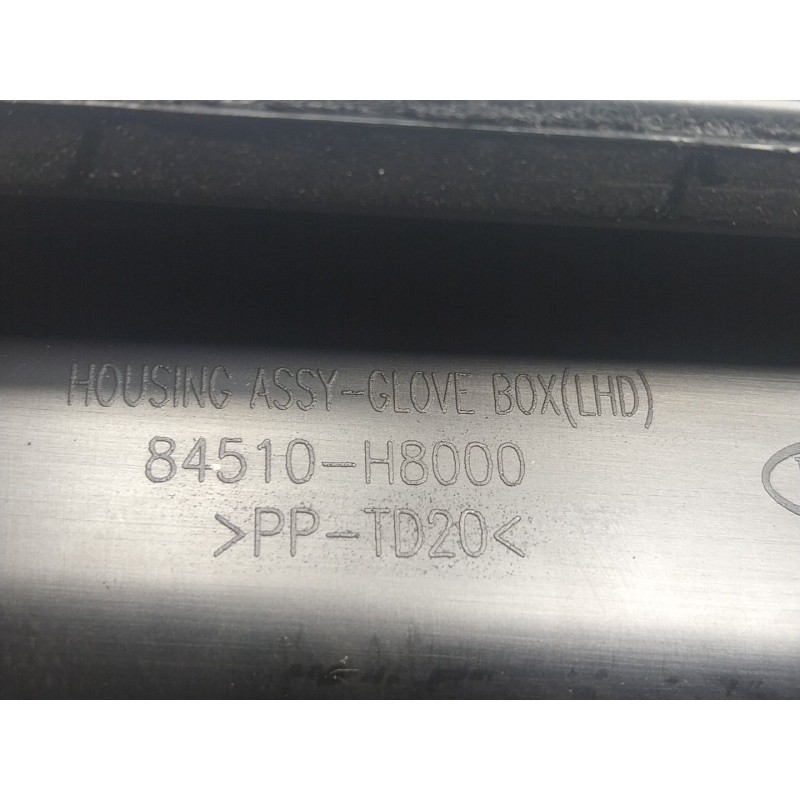 HOUSING ASSY-GLOVE BOX(LHD)
84510-H8000
>PP-TD20<